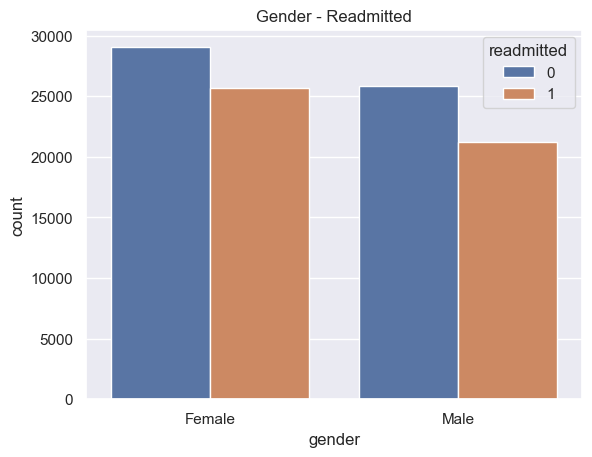 Gender - Readmitted
readmitted
0
1
30000
25000
20000
15000
10000
5000
0
count
Female
Male
gender